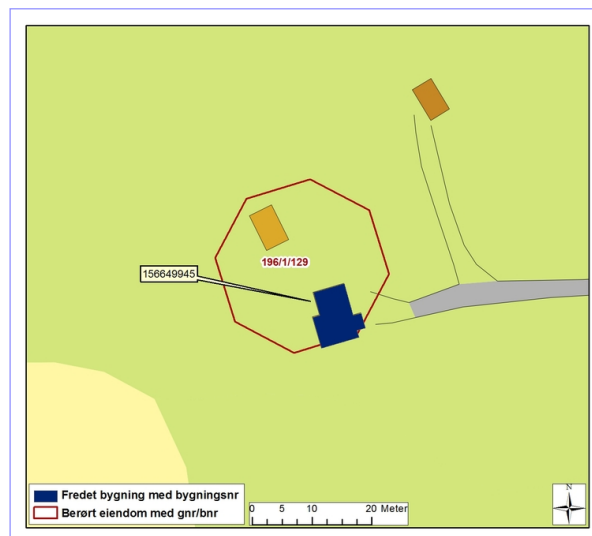 196/1/129
156649945
Fredet bygning med bygningsnr
Berørt eiendom med gnr/bnr
0 5 10 20 Meter
N